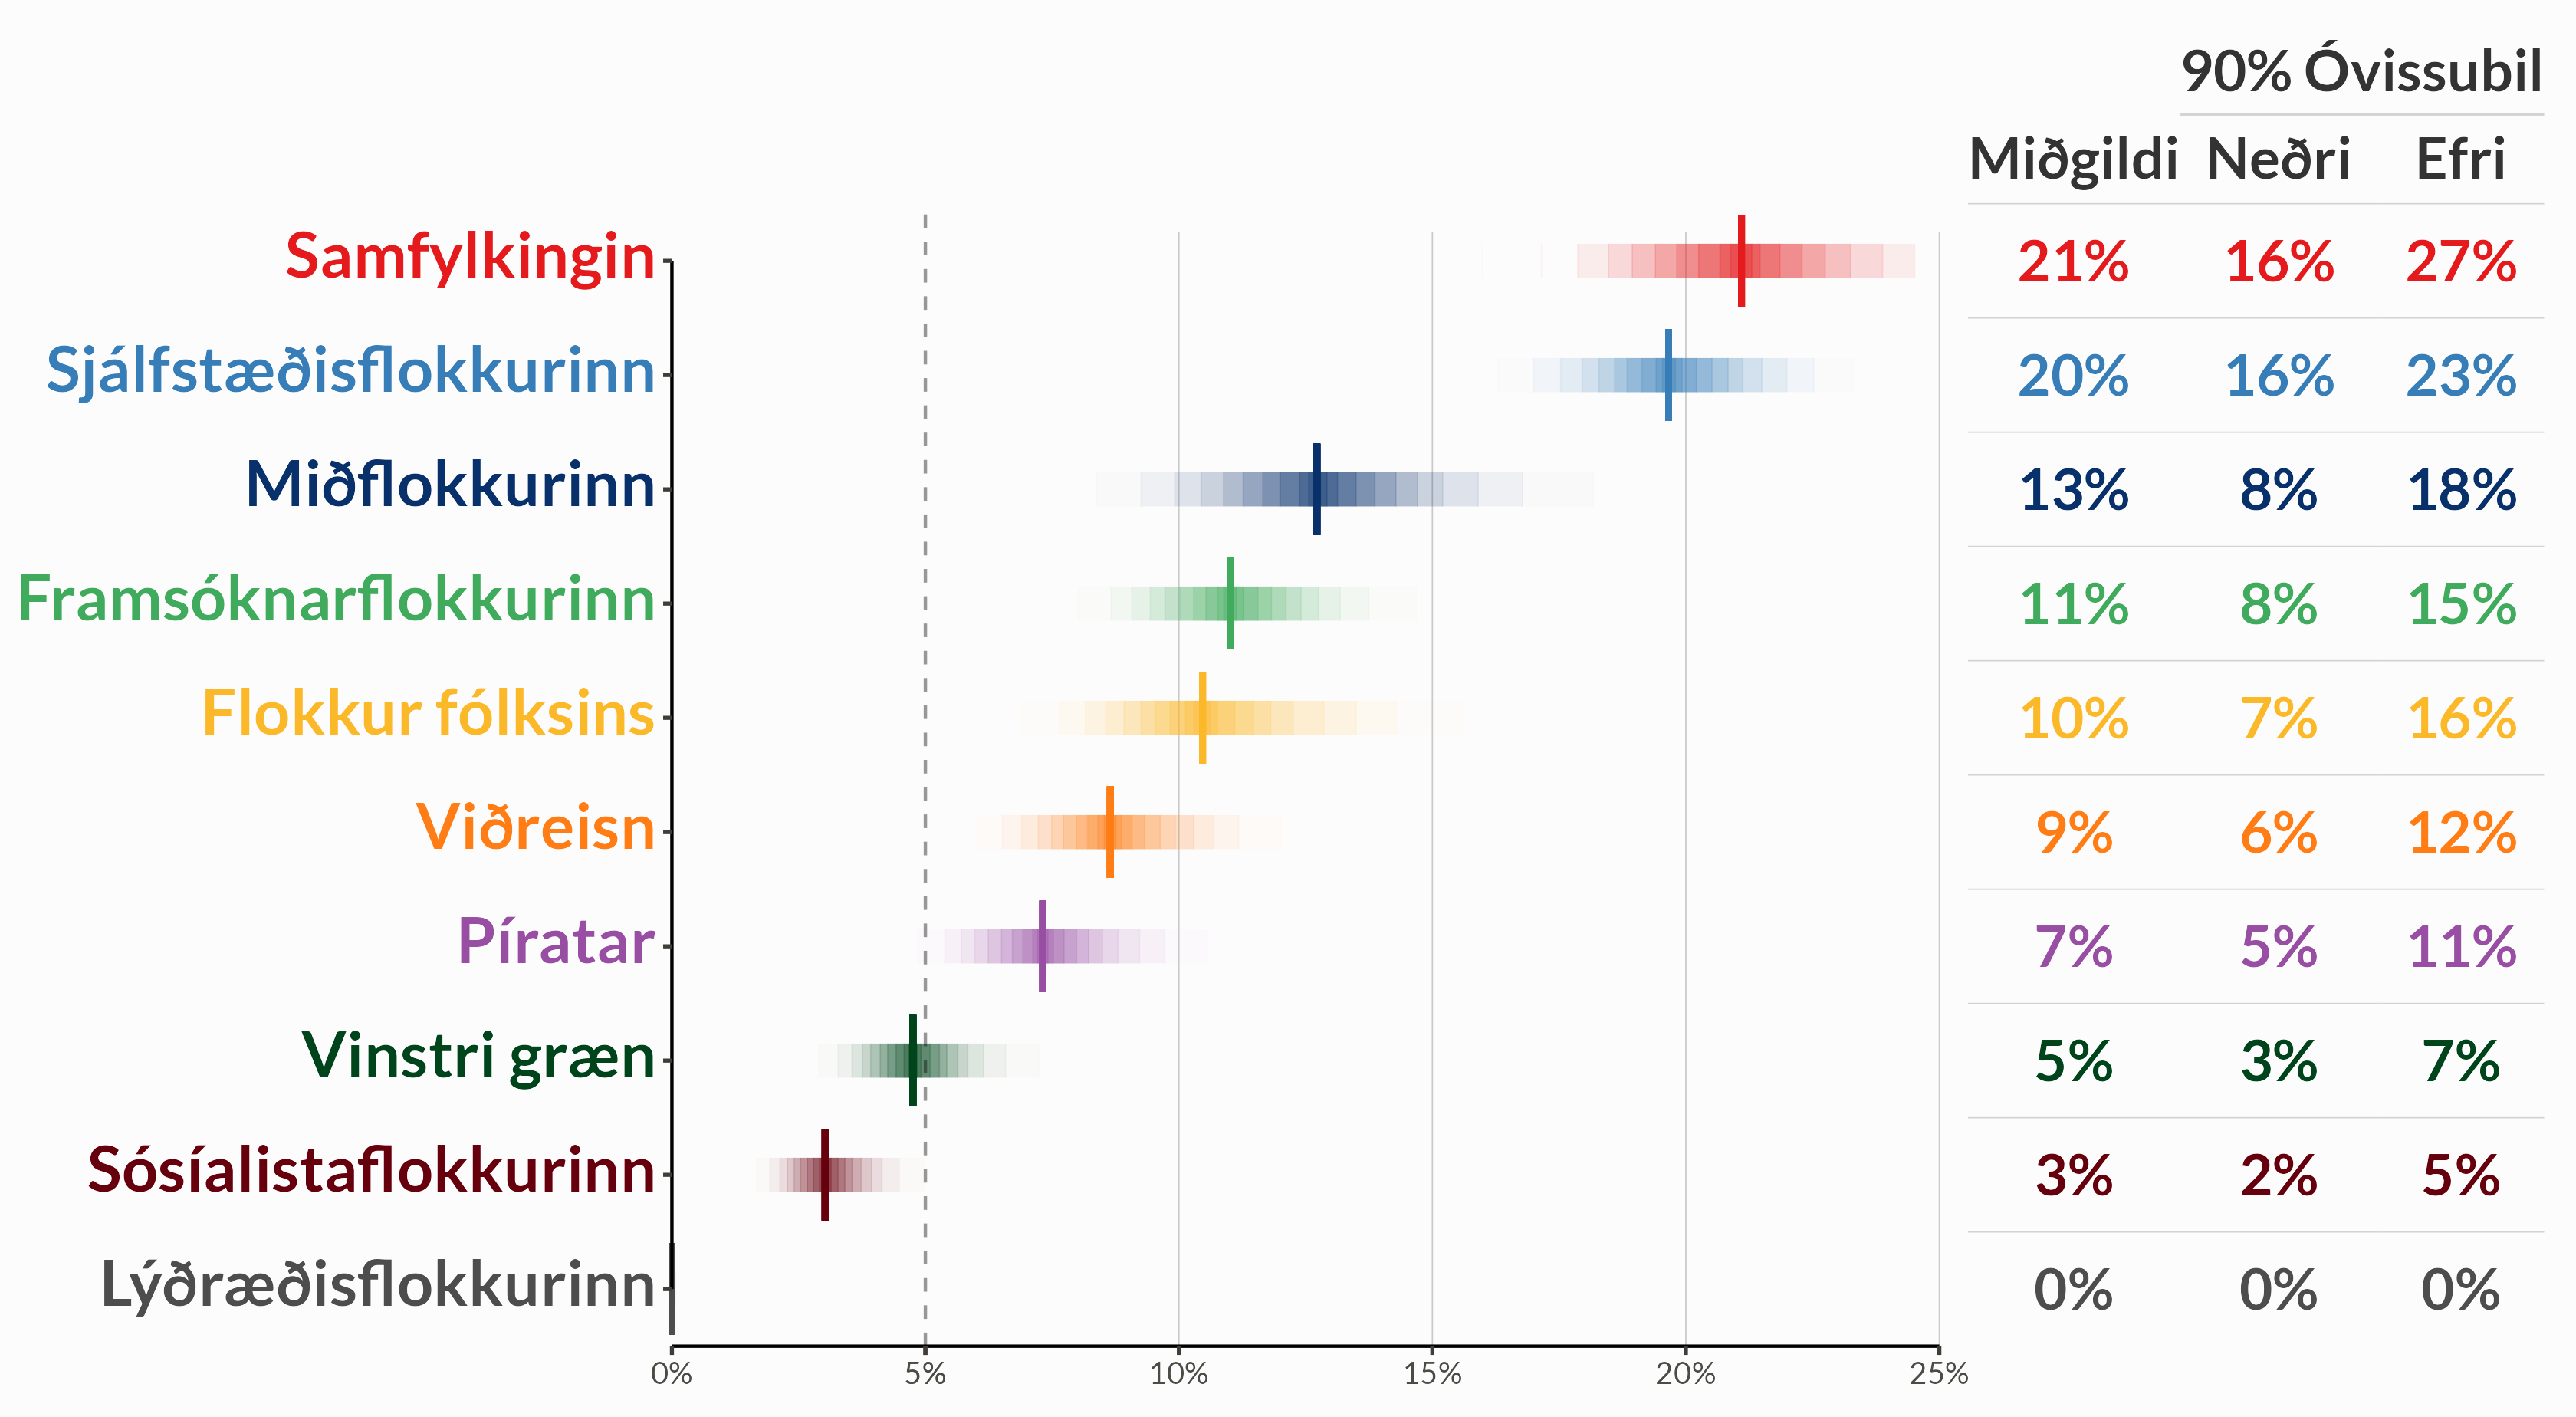 90% Óvissubil
Miðgildi Neðri Efri
Samfylkingin 21% 16% 27%
Sjálfstæðisflokkurinn 20% 16% 23%
Miðflokkurinn 13% 8% 18%
Framsóknarflokkurinn 11% 8% 15%
Flokkur fólksins 10% 7% 16%
Viðreisn 9% 6% 12%
Píratar 7% 5% 11%
Vinstri græn 5% 3% 7%
Sósíalistaflokkurinn 3% 2% 5%
Lýðræðisflokkurinn 0% 0% 0%
0% 5% 10% 15% 20% 25%